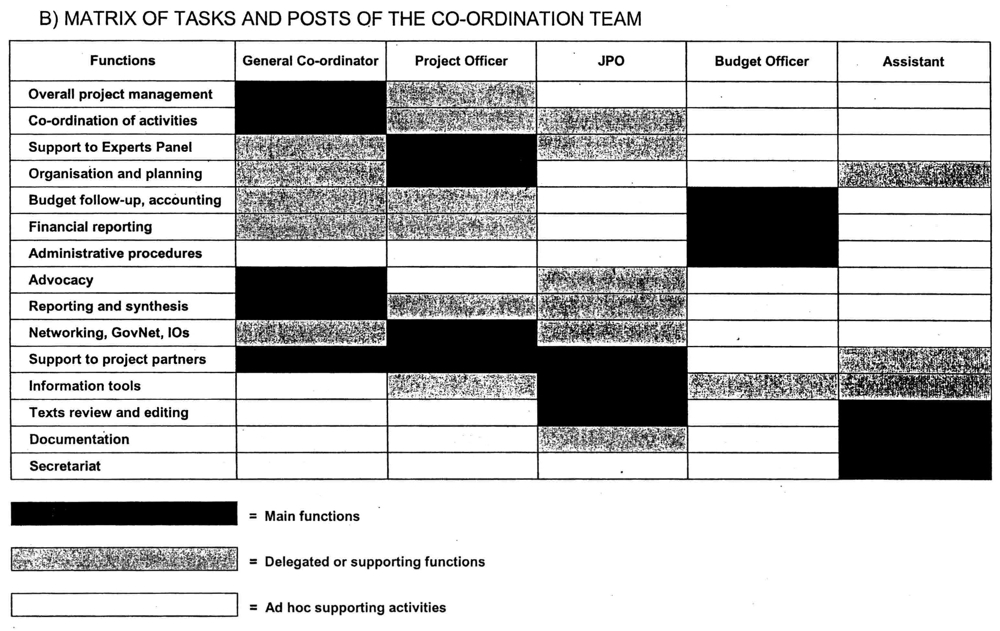 B) MATRIX OF TASKS AND POSTS OF THE CO-ORDINATION TEAM
Functions General Co-ordinator Project Officer JPO Budget Officer Assistant
Overall project management
Co-ordination of activities
Support to Experts Panel
Organisation and planning
Budget follow-up, accounting
Financial reporting
Administrative procedures
Advocacy
Reporting and synthesis
Networking, GovNet, IOs
Support to project partners
Information tools
Texts review and editing
Documentation
Secretariat
= Main functions
= Delegated or supporting functions
= Ad hoc supporting activities